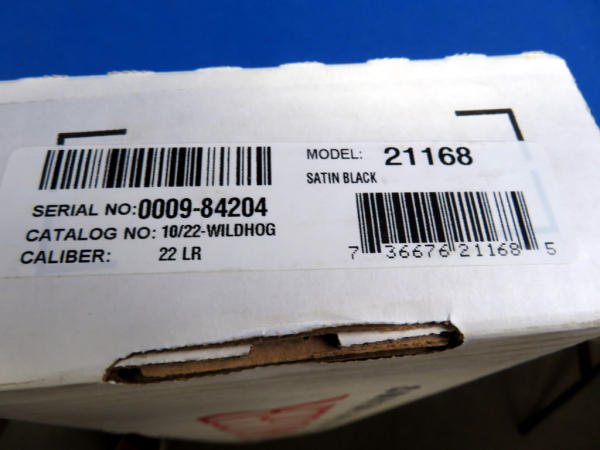 MODEL: 21168
SATIN BLACK
SERIAL NO:0009-84204
CATALOG NO: 10/22-WILDHOG
CALIBER: 22 LR
7 36676 21168 5